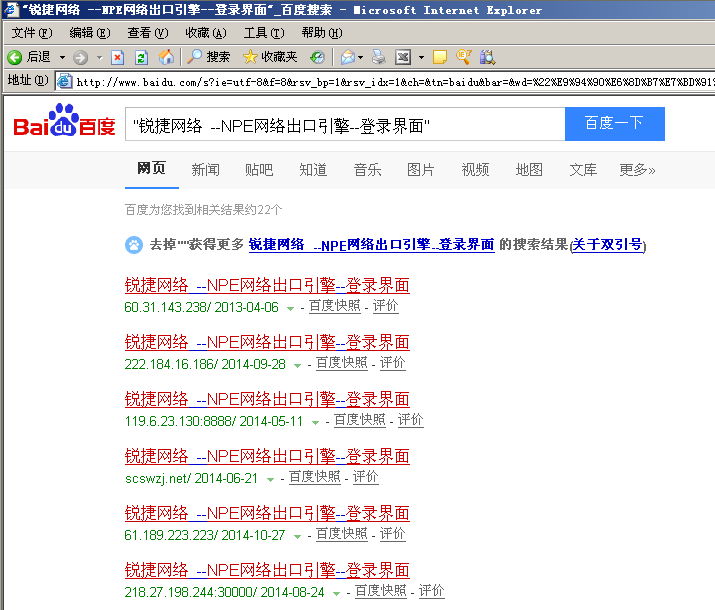 "锐捷网络 --NPE网络出口引擎--登录界面"_百度搜索 - Microsoft Internet Explorer
文件(F) 编辑(E) 查看(V) 收藏(A) 工具(T) 帮助(H)
后退 搜索 收藏夹
地址(D) http://www.baidu.com/s?ie=utf-8&f=8&rsv_bp=1&rsv_idx=1&ch=&tn=baidu&bar=&wd=%22%E9%94%90%E6%8D%B7%E7%BD%91
Bai du 百度 "锐捷网络 --NPE网络出口引擎--登录界面" 百度一下
网页 新闻 贴吧 知道 音乐 图片 视频 地图 文库 更多»
百度为您找到相关结果约22个
去掉""获得更多 锐捷网络 --NPE网络出口引擎--登录界面 的搜索结果(关于双引号)
锐捷网络 --NPE网络出口引擎--登录界面
60.31.143.238/ 2013-04-06 - 百度快照 - 评价
锐捷网络 --NPE网络出口引擎--登录界面
222.184.16.186/ 2014-09-28 - 百度快照 - 评价
锐捷网络 --NPE网络出口引擎--登录界面
119.6.23.130:8888/ 2014-05-11 - 百度快照 - 评价
锐捷网络 --NPE网络出口引擎--登录界面
scswzj.net/ 2014-06-21 - 百度快照 - 评价
锐捷网络 --NPE网络出口引擎--登录界面
61.189.223.223/ 2014-10-27 - 百度快照 - 评价
锐捷网络 --NPE网络出口引擎--登录界面
218.27.198.244:30000/ 2014-08-24 - 百度快照 - 评价